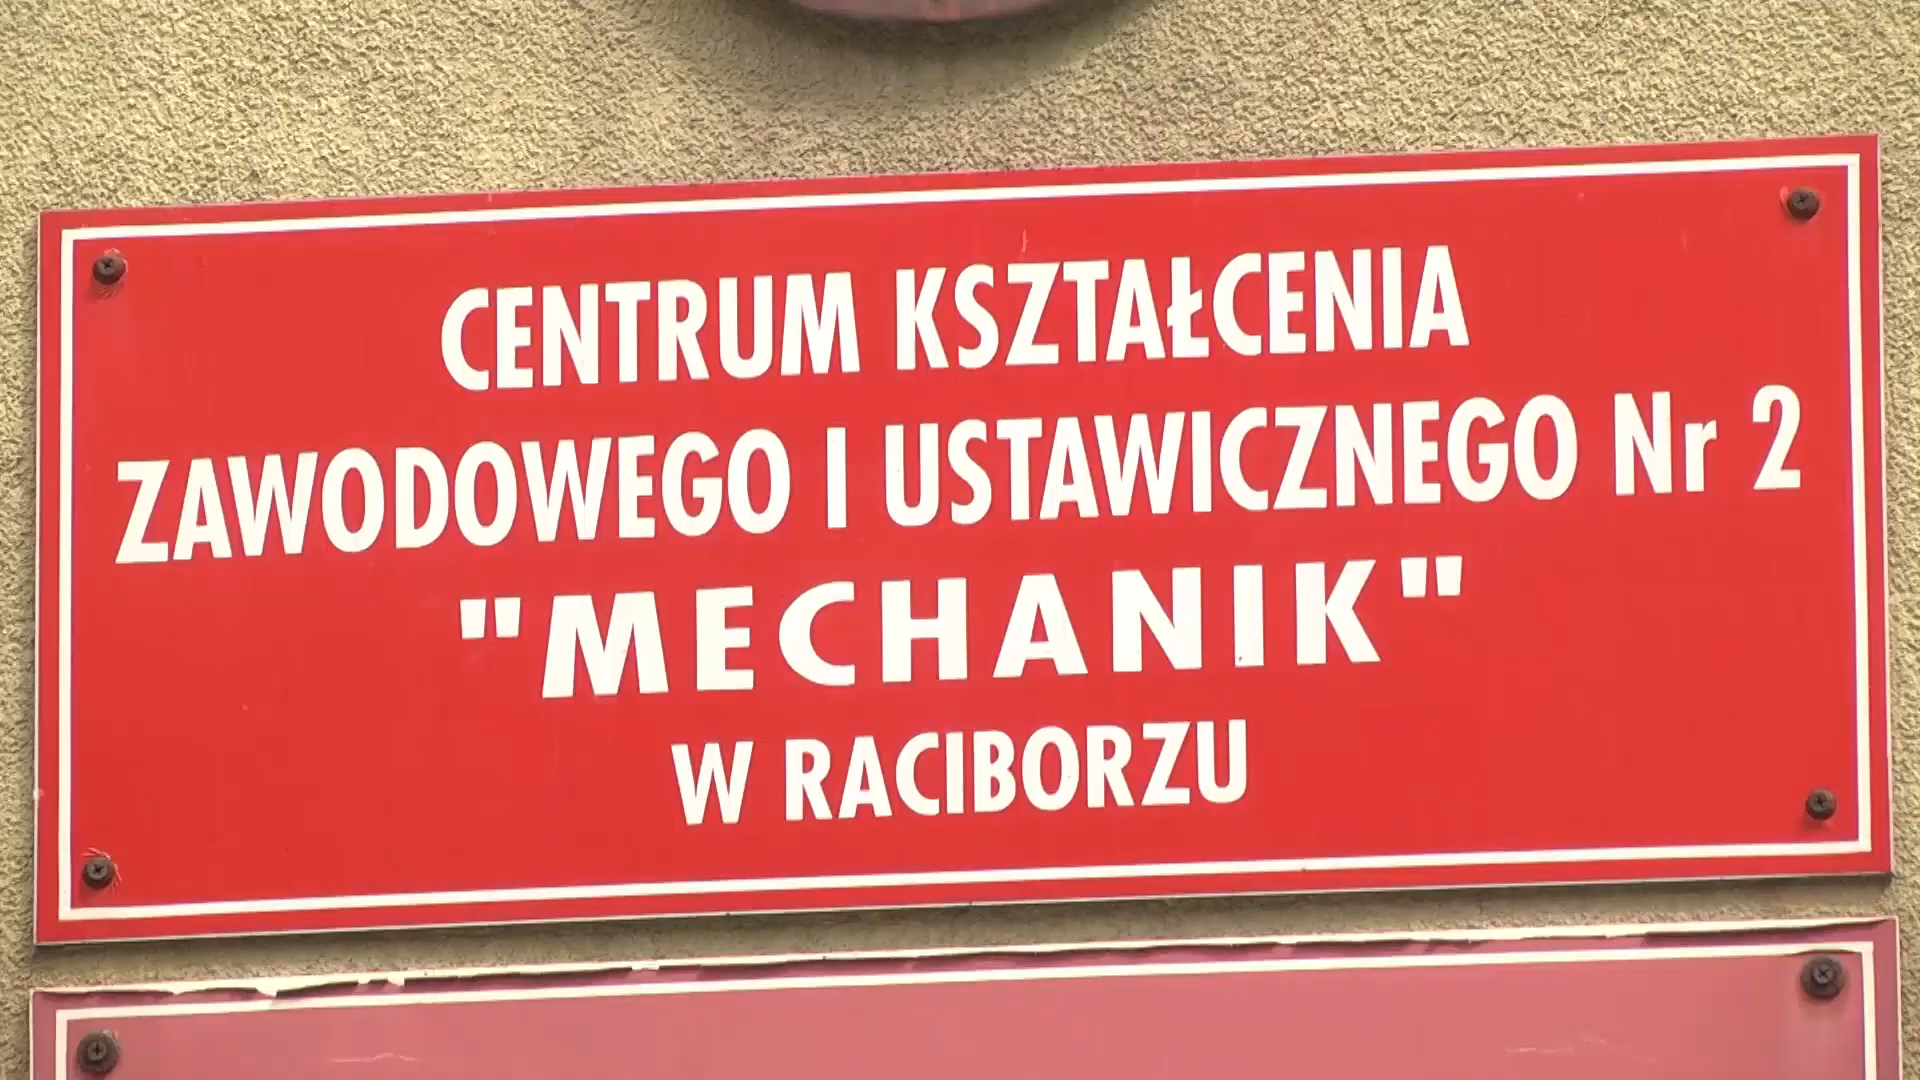 CENTRUM KSZTAŁCENIA
ZAWODOWEGO I USTAWICZNEGO Nr 2
"MECHANIK"
W RACIBORZU